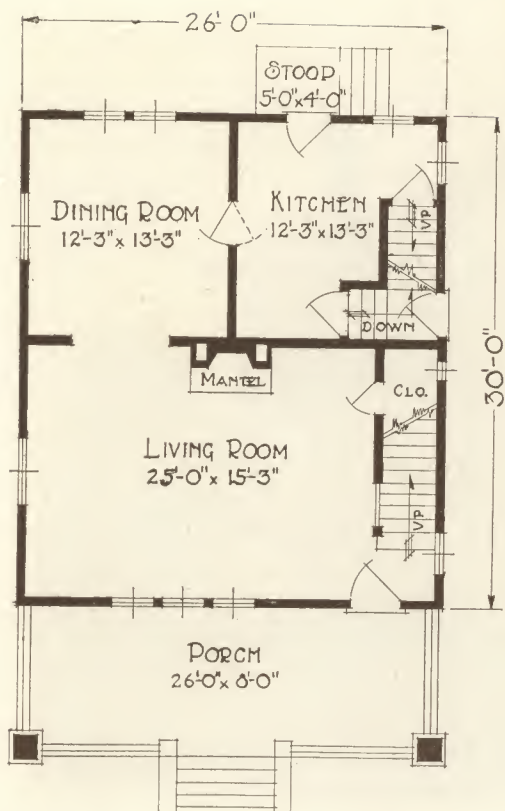 26'-0"
STOOP
5'-0"x4'-0"
DINING ROOM
12'-3" x 13'-3"
KITCHEN
12'-3"x13'-3"
UP
DOWN
30'-0"
MANTEL
CLO.
LIVING ROOM
25'-0" x 15'-3"
UP
PORCH
26'-0" x 8'-0"